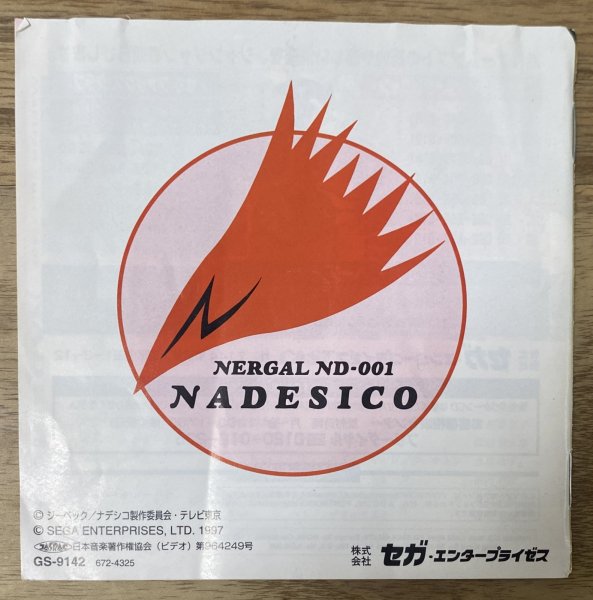 NERGAL ND-001
NADESICO
© ジーベック/ナデシコ製作委員会・テレビ東京
© SEGA ENTERPRISES, LTD. 1997
日本音楽著作権協会（ビデオ）第964249号
GS-9142 672-4325
株式会社 セガ・エンタープライゼス